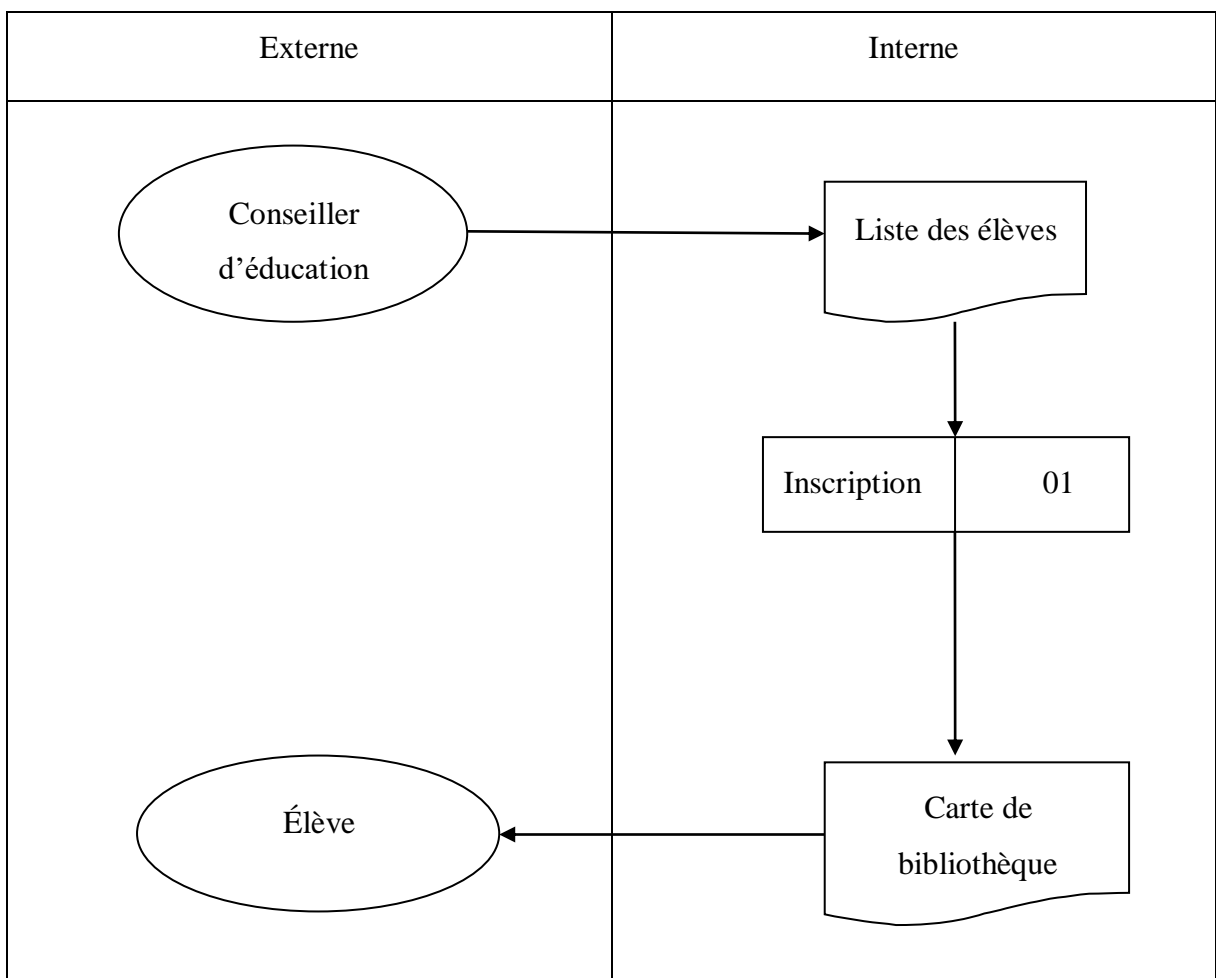 Externe
Interne
Conseiller
d’éducation
Liste des élèves
Inscription
01
Élève
Carte de
bibliothèque